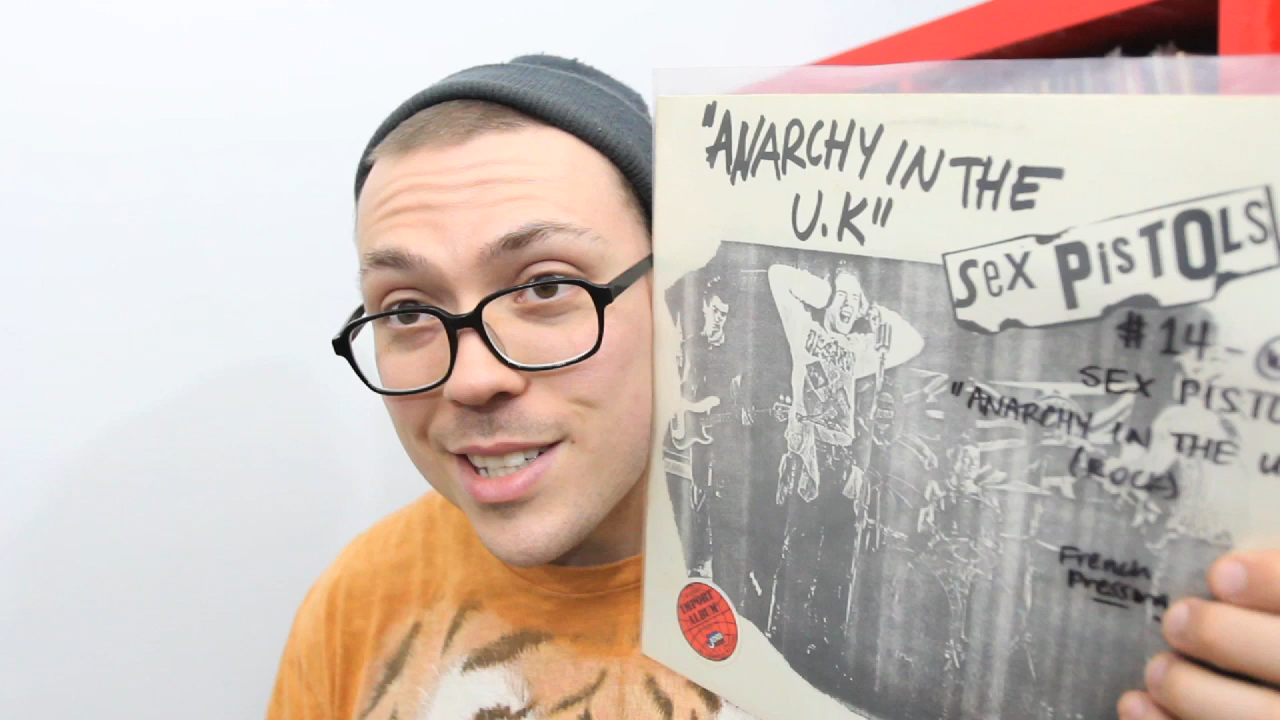 "ANARCHY IN THE
U.K"
SEX PISTOLS
#14 -
SEX PISTO
"ANARCHY IN THE U
(ROCK)
French
Pressing
IMPORT
ALBUM